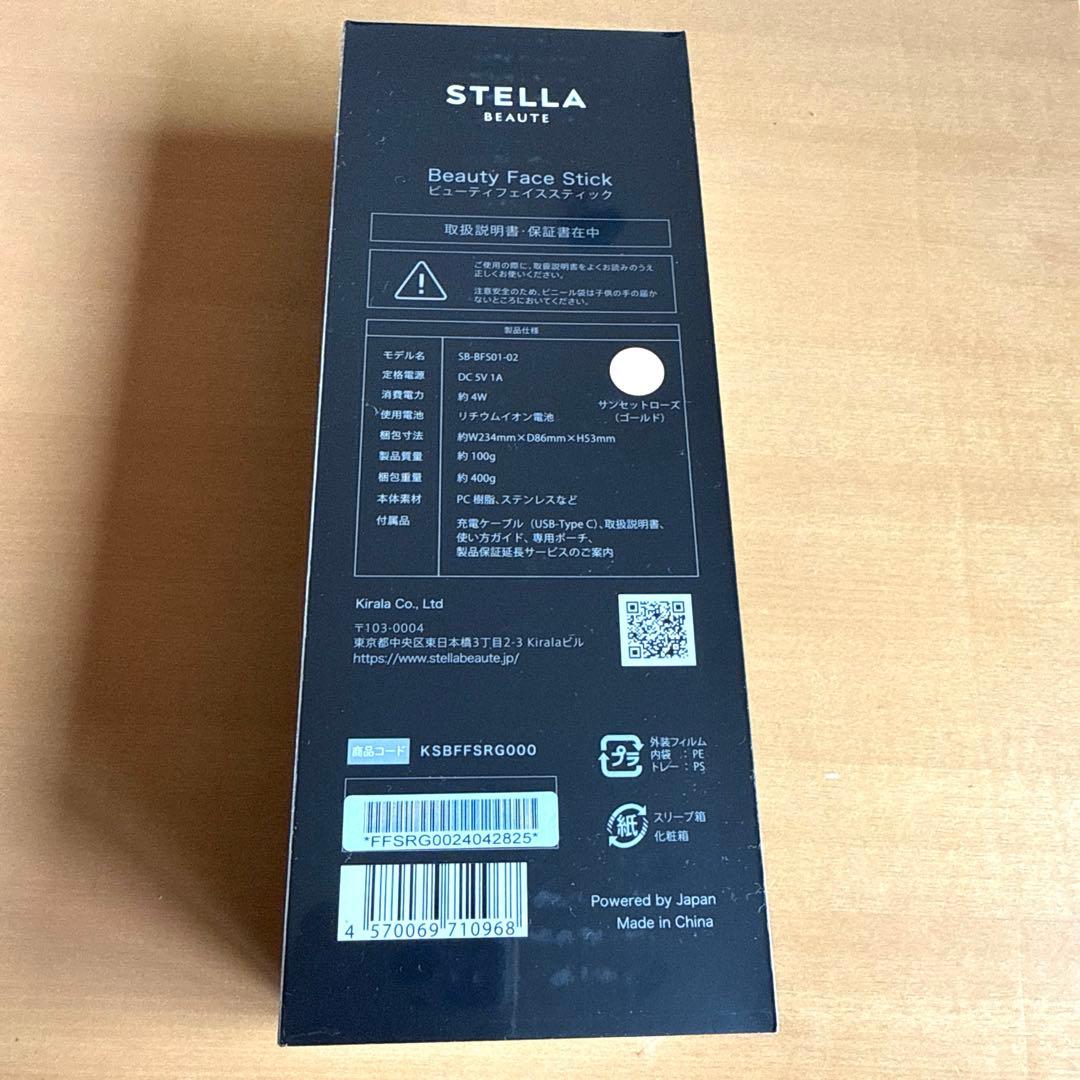 STELLA
BEAUTE
Beauty Face Stick
ビューティフェイススティック
取扱説明書・保証書在中
ご使用の際に、取扱説明書をよくお読みのうえ
正しくお使いください。
注意安全のため、ビニール袋は子供の手の届か
ないところにおいてください。
製品仕様
モデル名 SB-BFS01-02
定格電源 DC 5V 1A
消費電力 約 4W
使用電池 リチウムイオン電池
梱包寸法 約W234mm×D86mm×H53mm
製品質量 約 100g
梱包重量 約 400g
本体素材 PC 樹脂、ステンレスなど
付属品 充電ケーブル（USB-Type C）、取扱説明書、
使い方ガイド、専用ポーチ、
製品保証延長サービスのご案内
サンセットローズ
（ゴールド）
Kirala Co., Ltd
〒103-0004
東京都中央区東日本橋3丁目2-3 Kiralaビル
https://www.stellabeaute.jp/
商品コード KSBFFSRG000
*FFSRG0024042825*
4 570069 710968
プラ
外装フィルム
内袋 : PE
トレー : PS
紙
スリーブ箱
化粧箱
Powered by Japan
Made in China